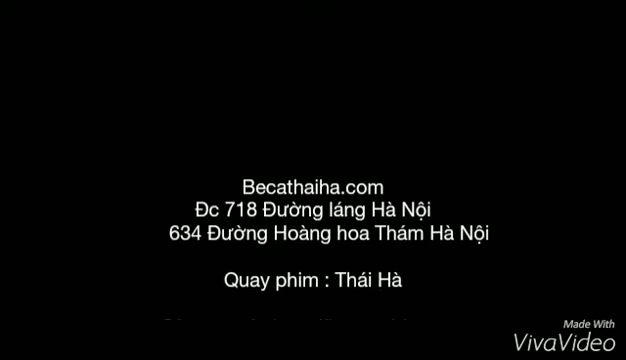 Becathaiha.com
Đc 718 Đường láng Hà Nội
634 Đường Hoàng hoa Thám Hà Nội
Quay phim : Thái Hà
Made With
VivaVideo